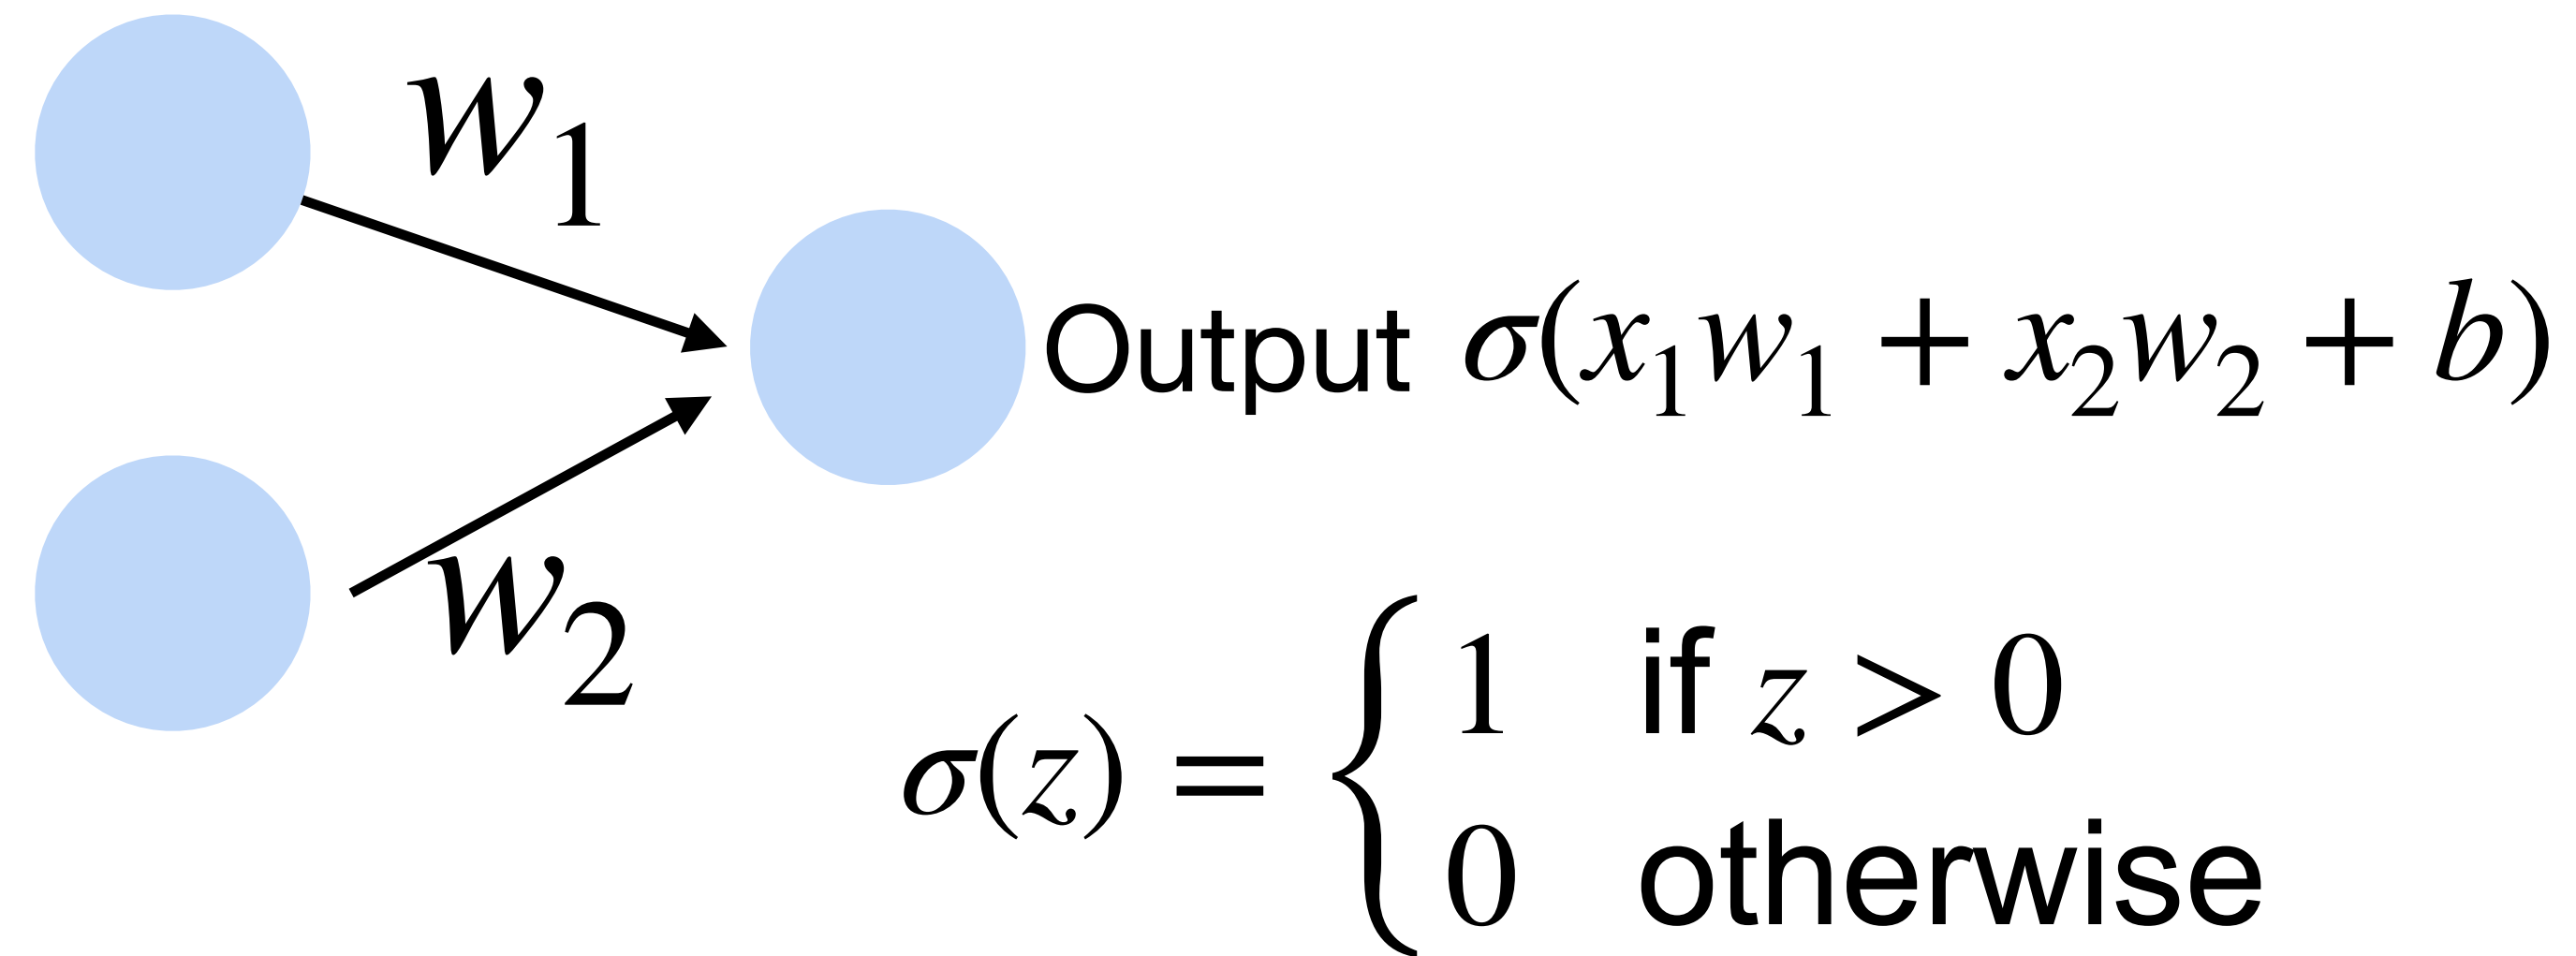 w₁
Output σ(x₁w₁ + x₂w₂ + b)
w₂
σ(z) = { 1 if z > 0
0 otherwise